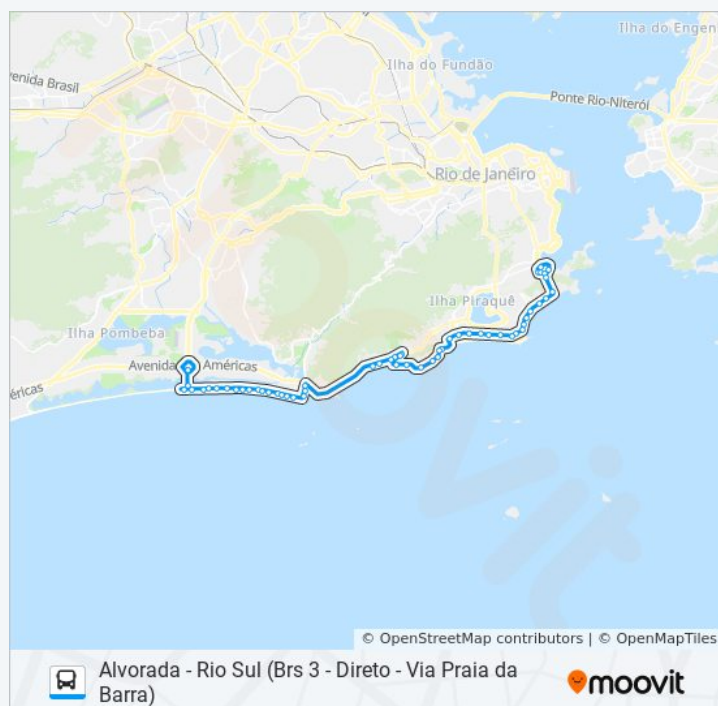 Ilha do Engen
Ilha do Fundão
venida Brasil
Ponte Rio-Niterói
Rio de Janeiro
Ilha Piraquê
Ilha Pombeba
Avenida
Américas
éricas
© OpenStreetMap contributors | © OpenMapTiles
Alvorada - Rio Sul (Brs 3 - Direto - Via Praia da
Barra)
moovit